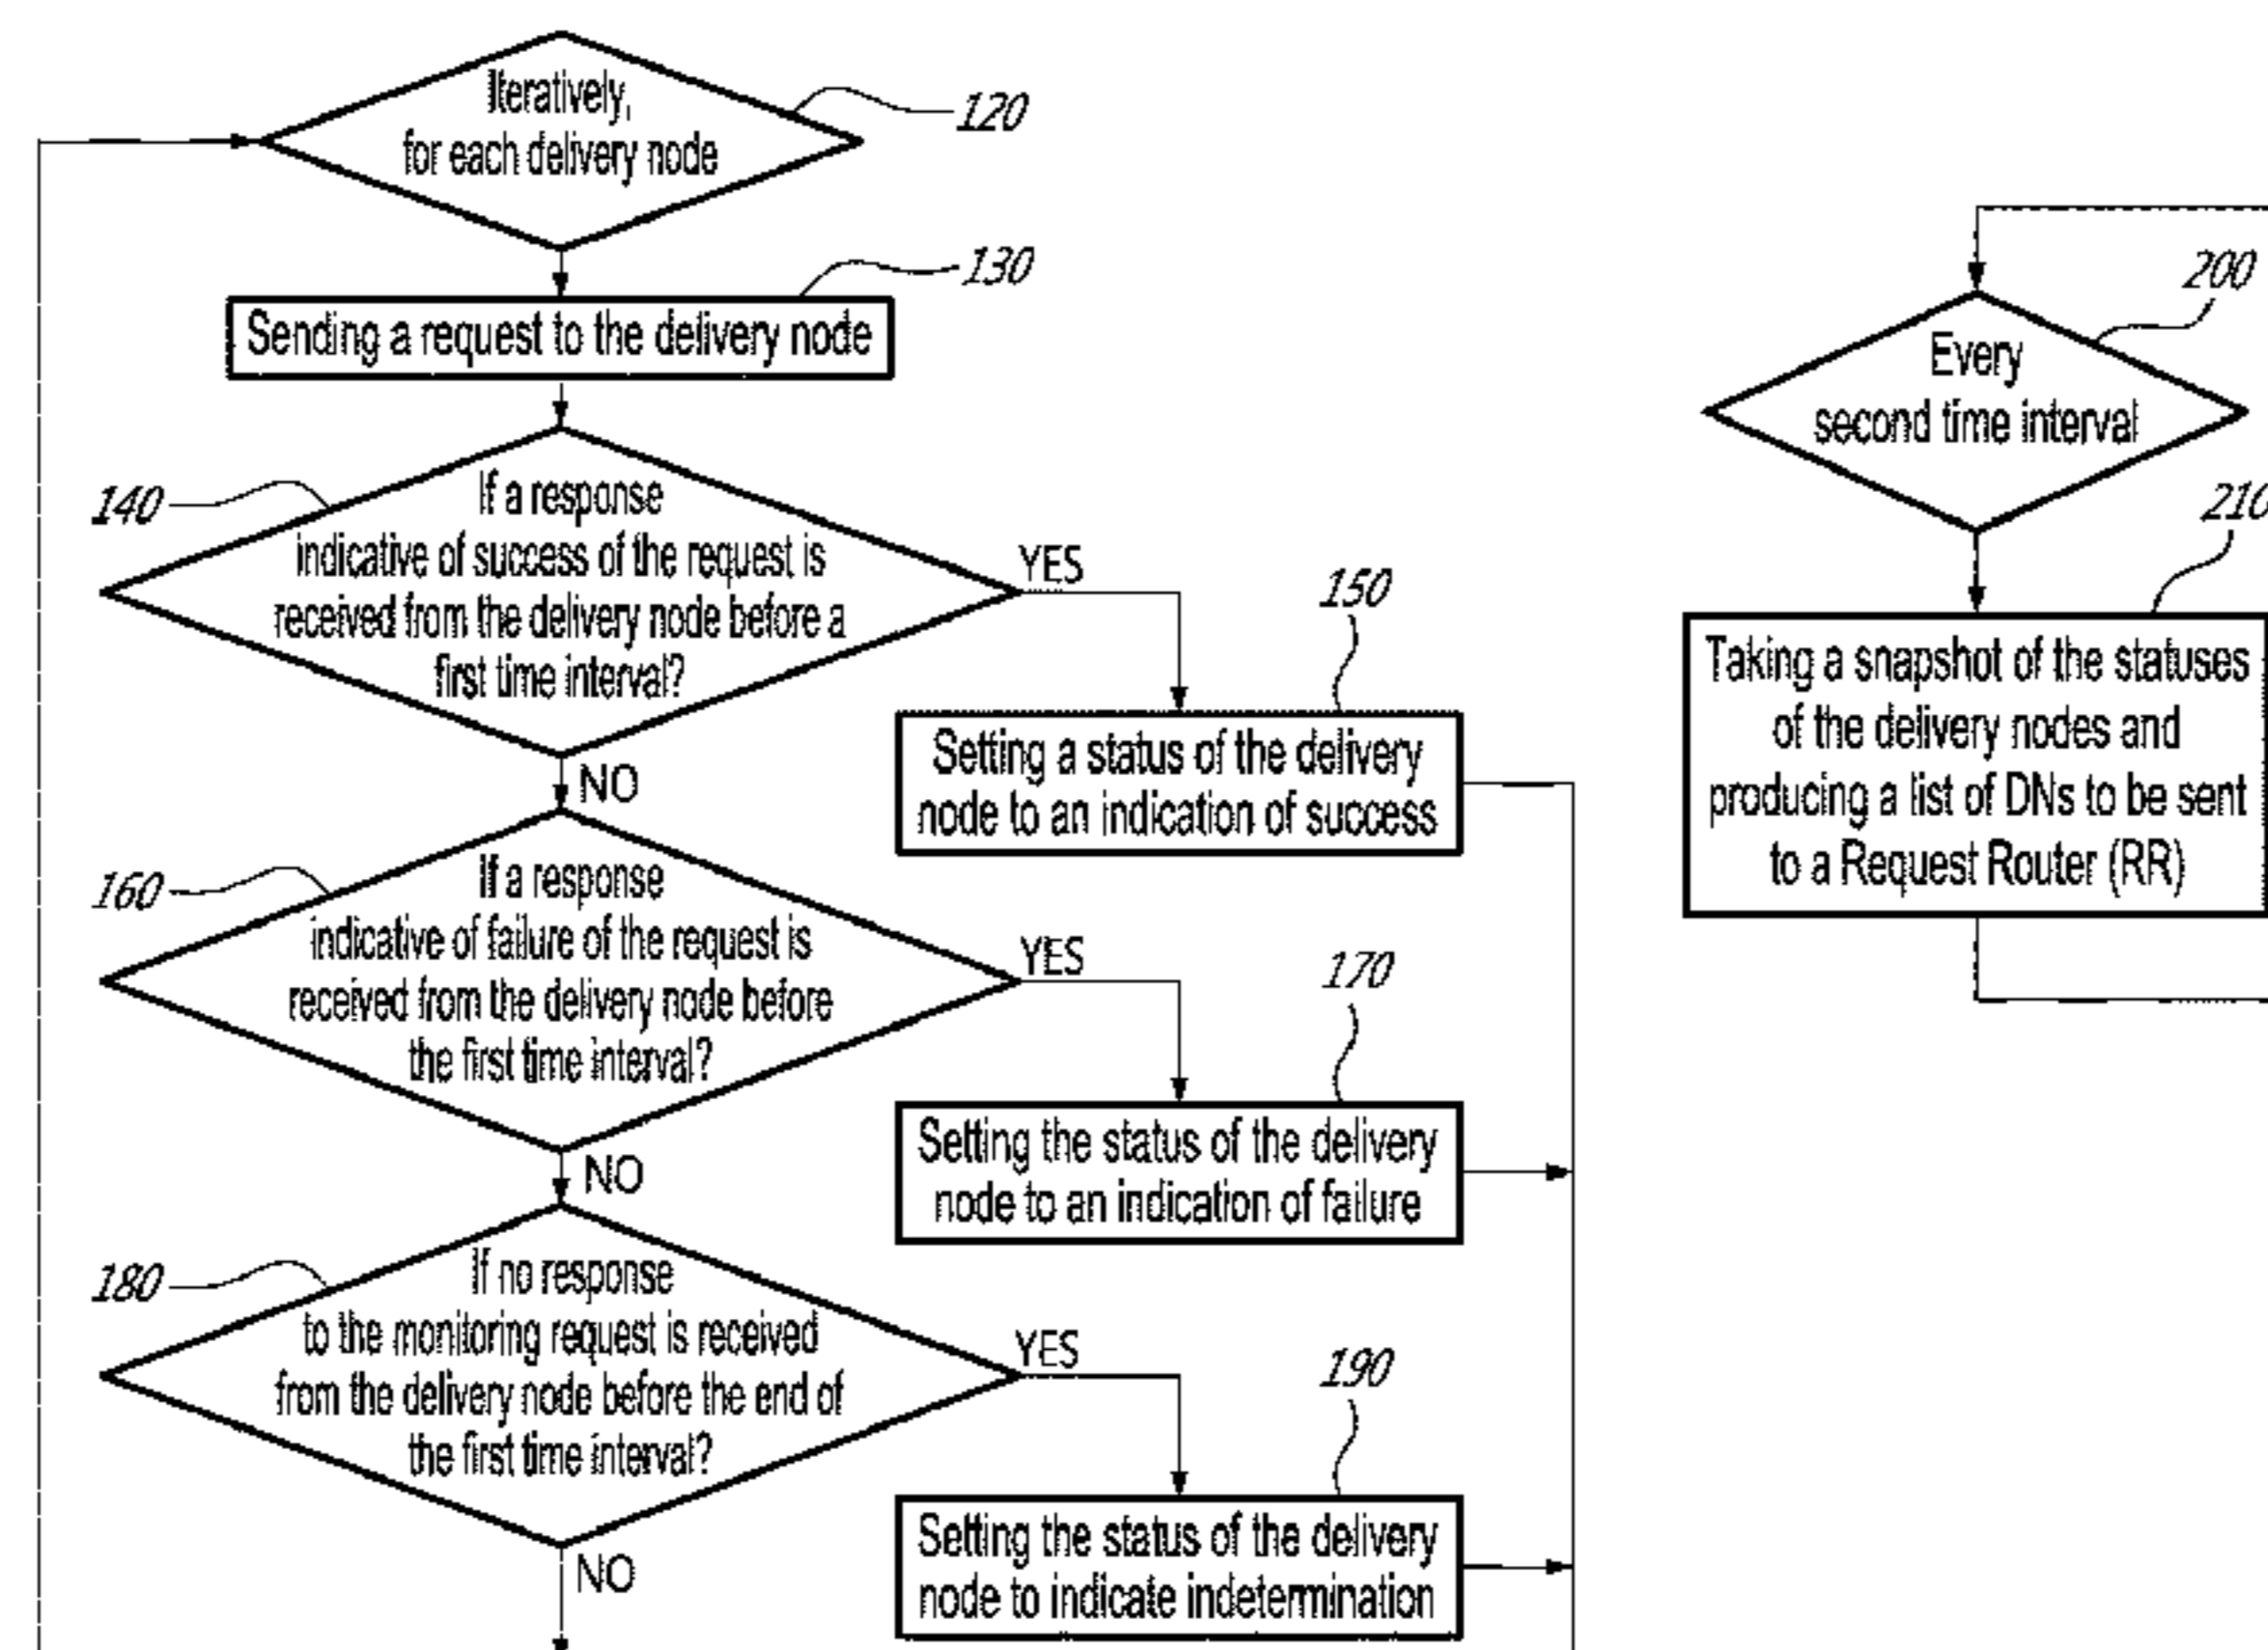 Iteratively,
for each delivery node
120
130
Sending a request to the delivery node
140
If a response
indicative of success of the request is
received from the delivery node before a
first time interval?
YES
150
Setting a status of the delivery
node to an indication of success
NO
160
If a response
indicative of failure of the request is
received from the delivery node before
the first time interval?
YES
170
Setting the status of the delivery
node to an indication of failure
NO
180
If no response
to the monitoring request is received
from the delivery node before the end of
the first time interval?
YES
190
Setting the status of the delivery
node to indicate indetermination
NO
200
Every
second time interval
210
Taking a snapshot of the statuses
of the delivery nodes and
producing a list of DNs to be sent
to a Request Router (RR)